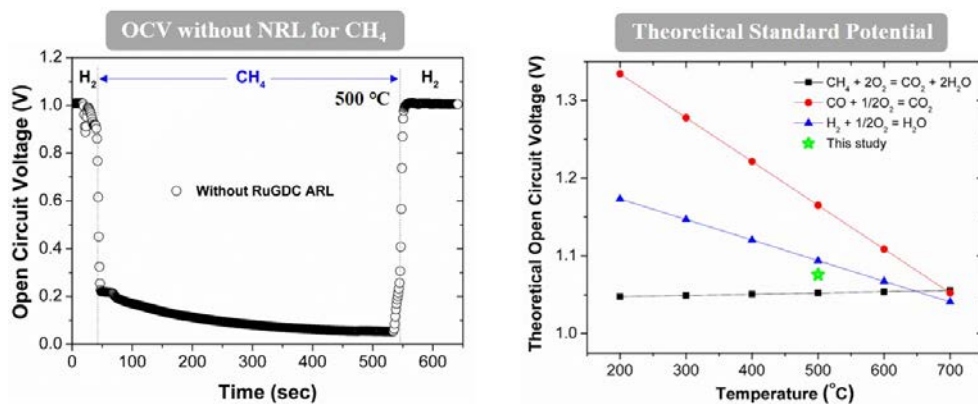 OCV without NRL for CH₄
Open Circuit Voltage (V)
1.2
1.0
0.8
0.6
0.4
0.2
0.0
H₂
CH₄
H₂
500 °C
Without RuGDC ARL
0 100 200 300 400 500 600
Time (sec)
Theoretical Standard Potential
Theoretical Open Circuit Voltage (V)
1.3
1.2
1.1
1.0
CH₄ + 2O₂ = CO₂ + 2H₂O
CO + 1/2O₂ = CO₂
H₂ + 1/2O₂ = H₂O
This study
200 300 400 500 600 700
Temperature (°C)